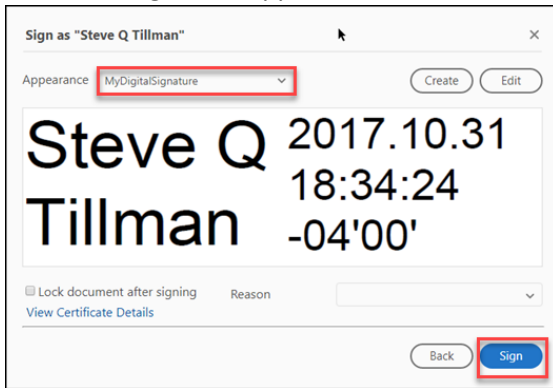 Sign as "Steve Q Tillman"
Appearance MyDigitalSignature Create Edit
Steve Q
Tillman
2017.10.31
18:34:24
-04'00'
Lock document after signing Reason
View Certificate Details
Back Sign